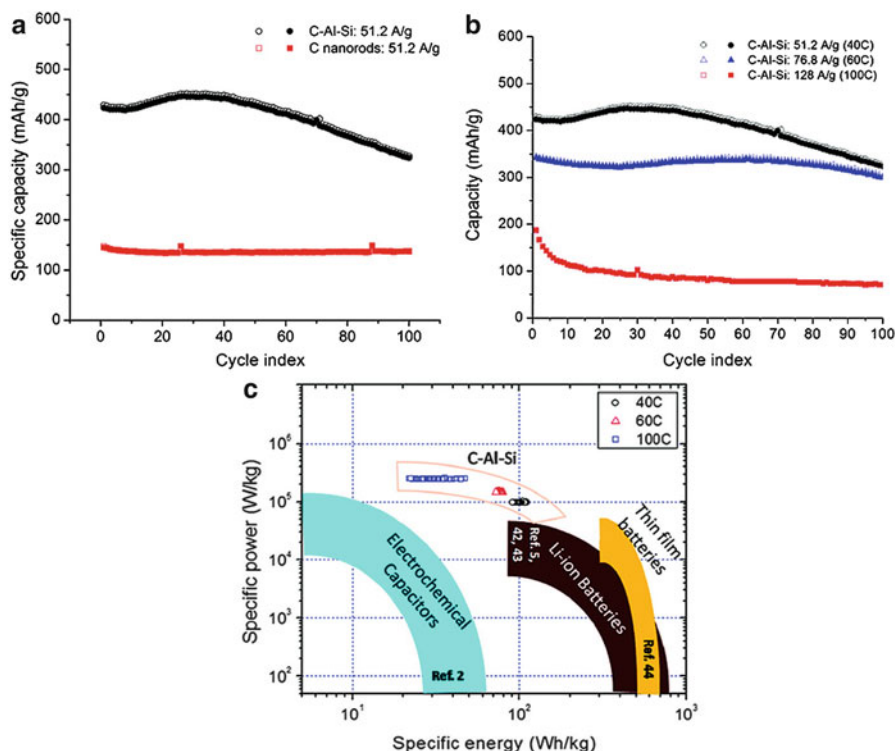 a
C-Al-Si: 51.2 A/g
C nanorods: 51.2 A/g
Specific capacity (mAh/g)
600
500
400
300
200
100
0
0 20 40 60 80 100
Cycle index
b
C-Al-Si: 51.2 A/g (40C)
C-Al-Si: 76.8 A/g (60C)
C-Al-Si: 128 A/g (100C)
Capacity (mAh/g)
600
500
400
300
200
100
0
0 10 20 30 40 50 60 70 80 90 100
Cycle index
c
40C
60C
100C
C-Al-Si
Specific power (W/kg)
10⁶
10⁵
10⁴
10³
10²
Electrochemical
Capacitors
Ref. 2
Ref. 5,
42, 43
Li-ion Batteries
Thin film
batteries
Ref. 44
10¹ 10² 10³
Specific energy (Wh/kg)